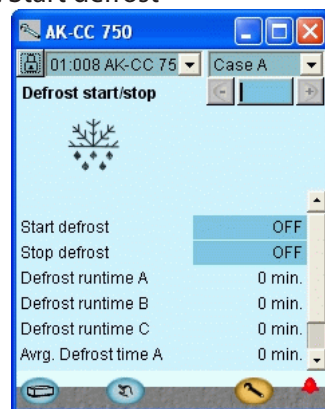 Start defrost
AK-CC 750
01:008 AK-CC 75 Case A
Defrost start/stop
Start defrost OFF
Stop defrost OFF
Defrost runtime A 0 min.
Defrost runtime B 0 min.
Defrost runtime C 0 min.
Avrg. Defrost time A 0 min.